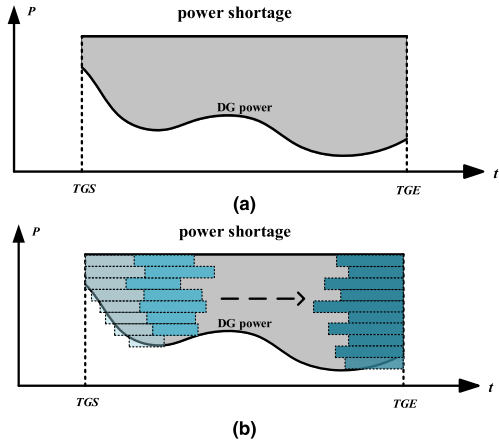 power shortage
P
DG power
TGS
TGE
t
(a)
power shortage
P
DG power
TGS
TGE
t
(b)